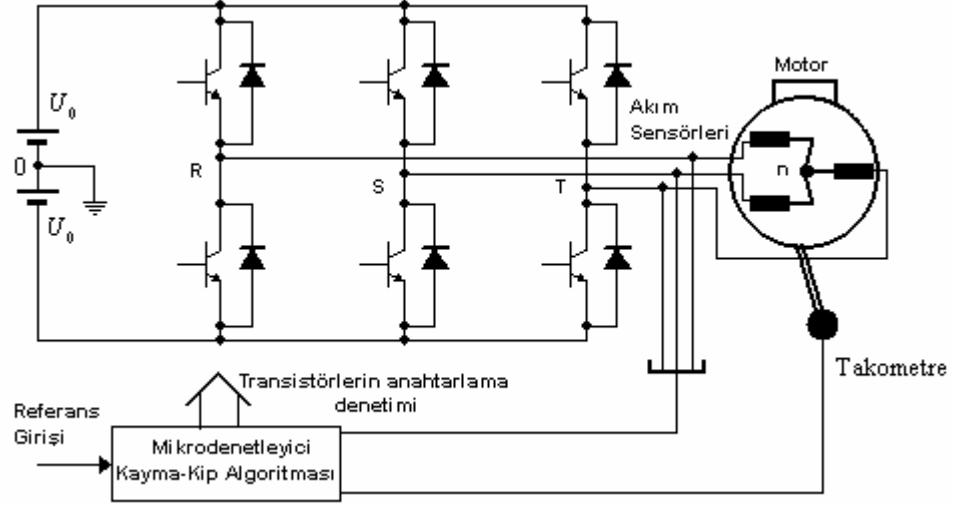 Motor
U₀
Akım
Sensörleri
0
R
S
T
n
U₀
Takometre
Transistörlerin anahtarlama
denetimi
Referans
Girişi
Mikrodenetleyici
Kayma-Kip Algoritması